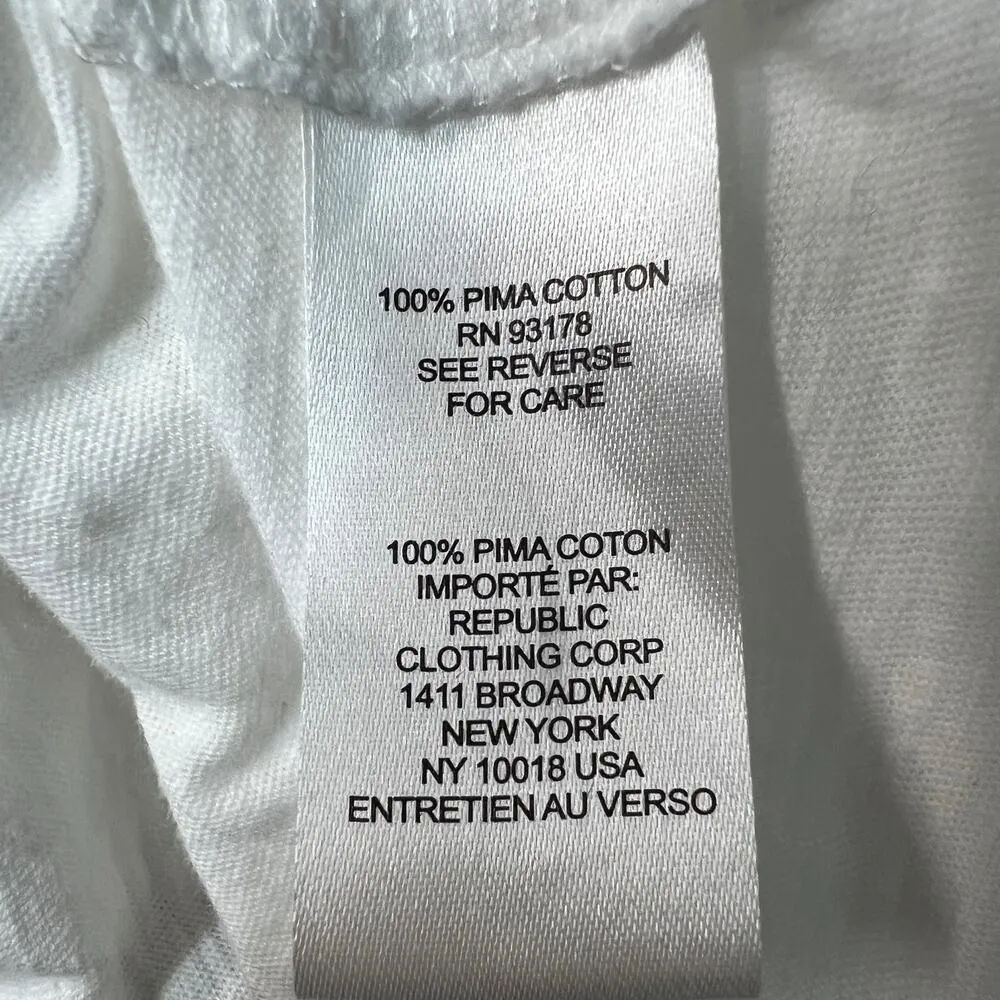 100% PIMA COTTON
RN 93178
SEE REVERSE
FOR CARE
100% PIMA COTON
IMPORTÉ PAR:
REPUBLIC
CLOTHING CORP
1411 BROADWAY
NEW YORK
NY 10018 USA
ENTRETIEN AU VERSO